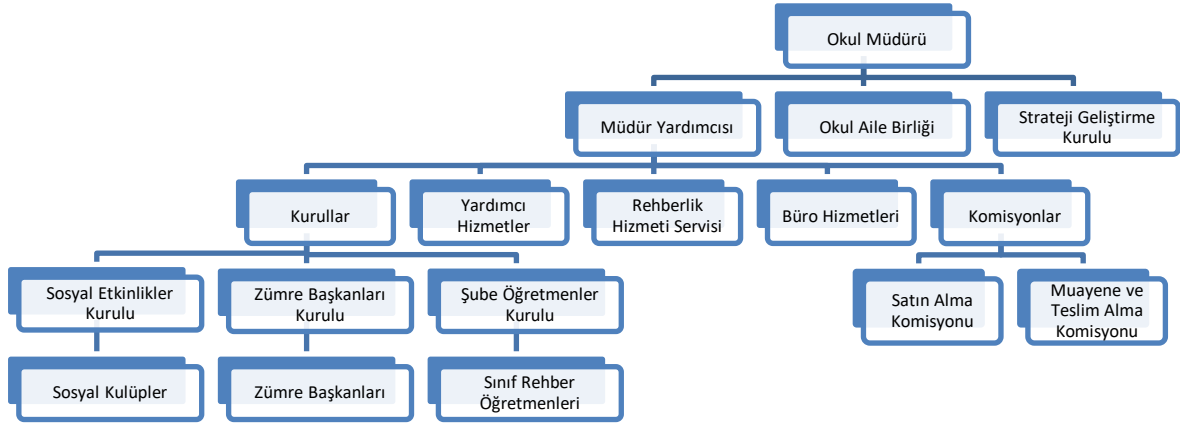 Okul Müdürü
Müdür Yardımcısı
Okul Aile Birliği
Strateji Geliştirme
Kurulu
Kurullar
Yardımcı
Hizmetler
Rehberlik
Hizmeti Servisi
Büro Hizmetleri
Komisyonlar
Sosyal Etkinlikler
Kurulu
Zümre Başkanları
Kurulu
Şube Öğretmenler
Kurulu
Satın Alma
Komisyonu
Muayene ve
Teslim Alma
Komisyonu
Sosyal Kulüpler
Zümre Başkanları
Sınıf Rehber
Öğretmenleri